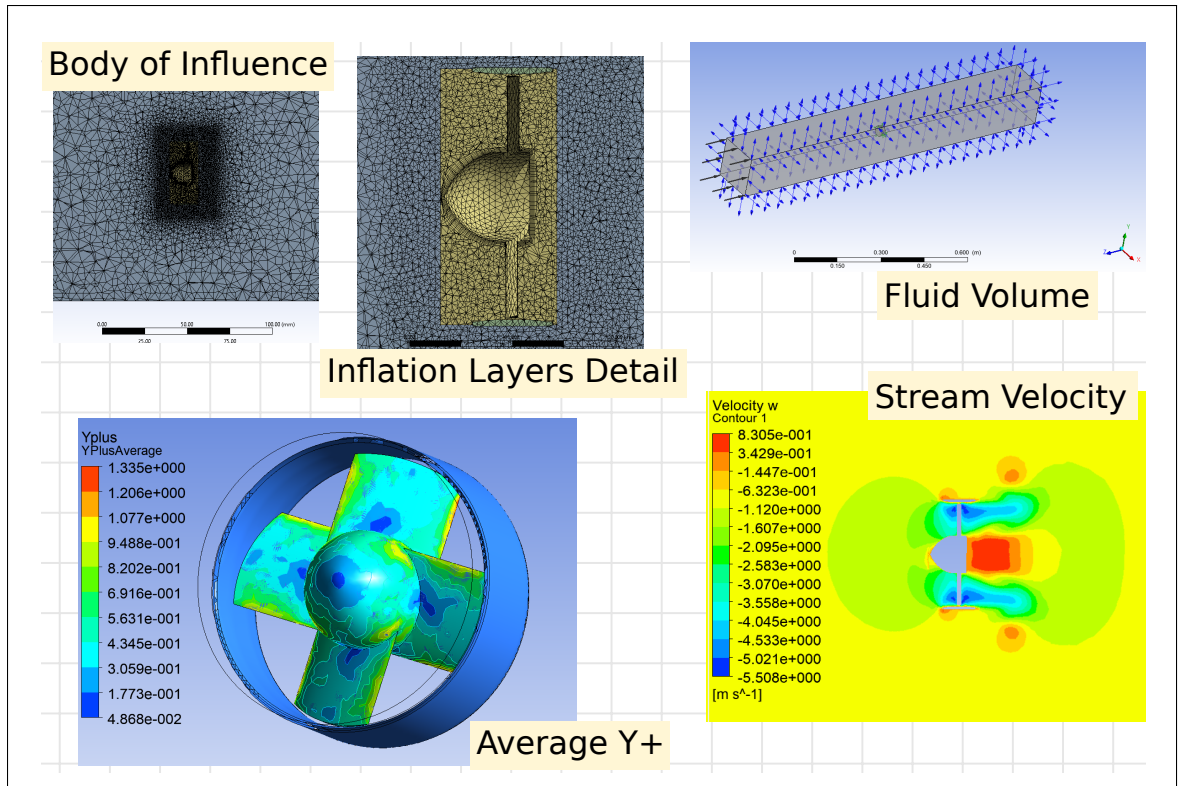 Body of Influence
0.00
50.00
100.00 (mm)
25.00
75.00
Inflation Layers Detail
0
0.300
0.600 (m)
0.150
0.450
Y
Z
X
Fluid Volume
Yplus
YPlusAverage
1.335e+000
1.206e+000
1.077e+000
9.488e-001
8.202e-001
6.916e-001
5.631e-001
4.345e-001
3.059e-001
1.773e-001
4.868e-002
Average Y+
Stream Velocity
Velocity w
Contour 1
8.305e-001
3.429e-001
-1.447e-001
-6.323e-001
-1.120e+000
-1.607e+000
-2.095e+000
-2.583e+000
-3.070e+000
-3.558e+000
-4.045e+000
-4.533e+000
-5.021e+000
-5.508e+000
[m s^-1]